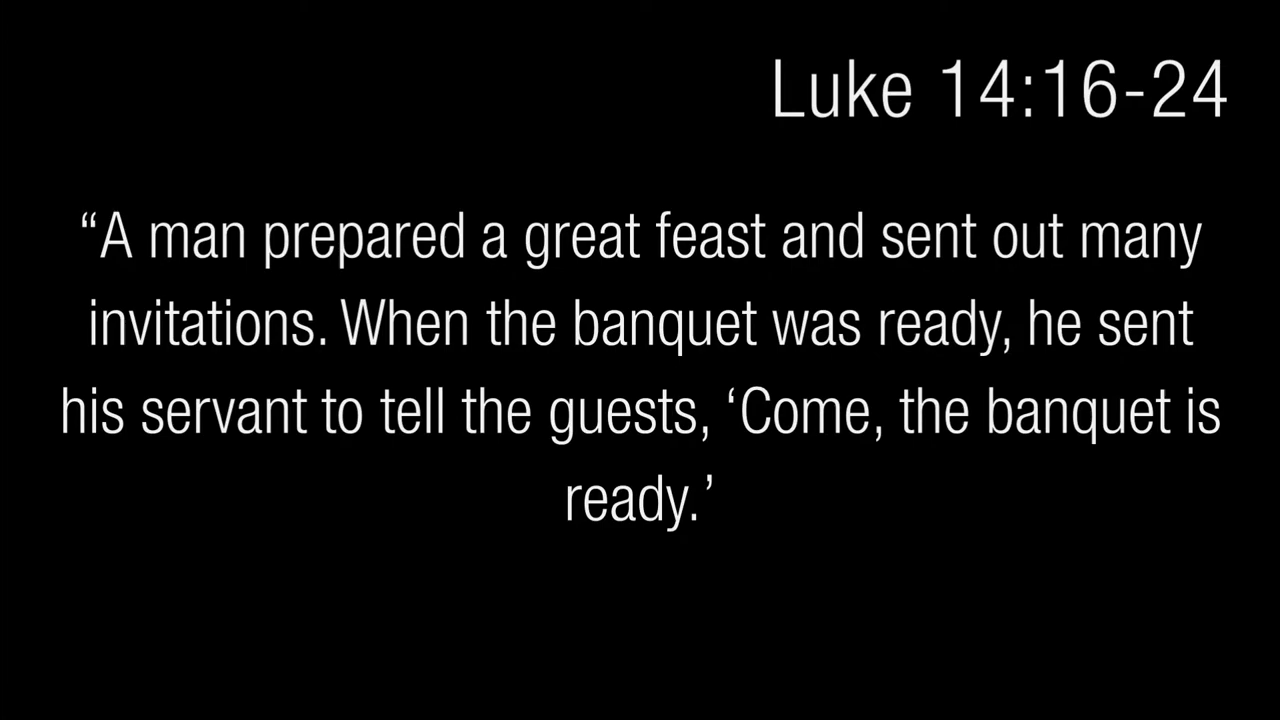 Luke 14:16-24
“A man prepared a great feast and sent out many
invitations. When the banquet was ready, he sent
his servant to tell the guests, ‘Come, the banquet is
ready.’